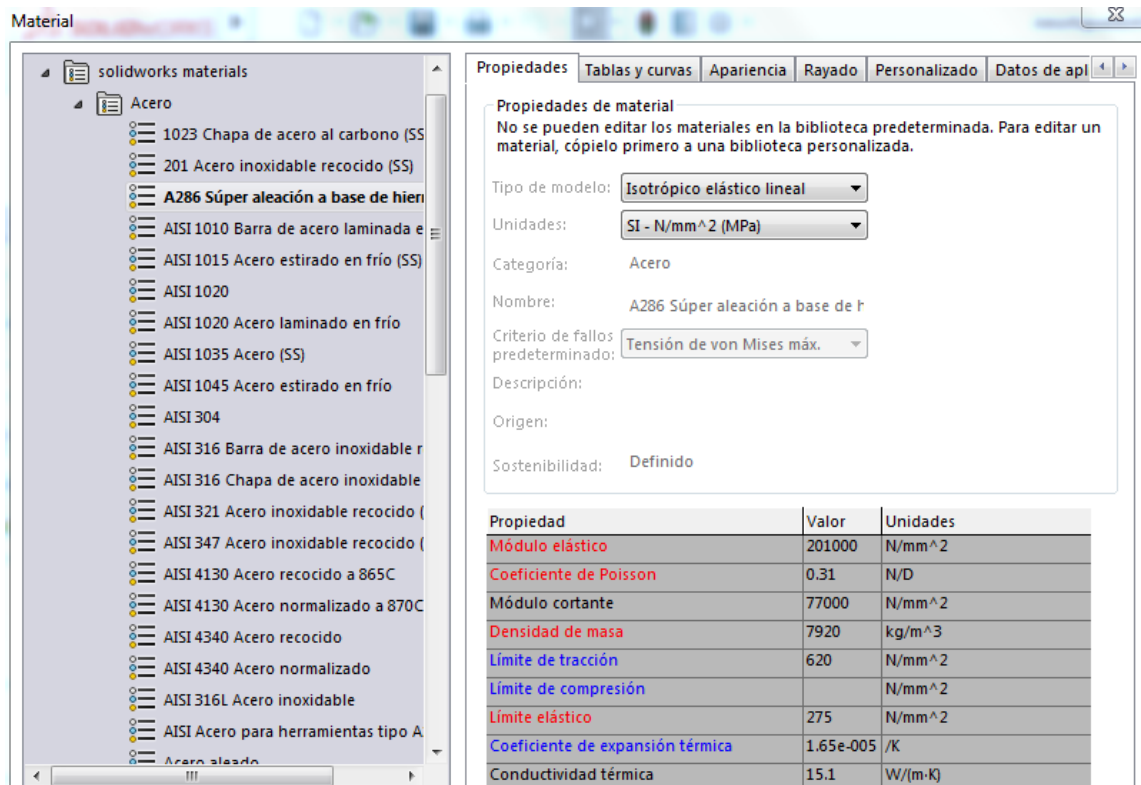 Material
solidworks materials
Acero
1023 Chapa de acero al carbono (SS
201 Acero inoxidable recocido (SS)
A286 Súper aleación a base de hier
AISI 1010 Barra de acero laminada e
AISI 1015 Acero estirado en frío (SS)
AISI 1020
AISI 1020 Acero laminado en frío
AISI 1035 Acero (SS)
AISI 1045 Acero estirado en frío
AISI 304
AISI 316 Barra de acero inoxidable r
AISI 316 Chapa de acero inoxidable
AISI 321 Acero inoxidable recocido (
AISI 347 Acero inoxidable recocido (
AISI 4130 Acero recocido a 865C
AISI 4130 Acero normalizado a 870C
AISI 4340 Acero recocido
AISI 4340 Acero normalizado
AISI 316L Acero inoxidable
AISI Acero para herramientas tipo A
Acero aleado
Propiedades Tablas y curvas Apariencia Rayado Personalizado Datos de apl
Propiedades de material
No se pueden editar los materiales en la biblioteca predeterminada. Para editar un
material, cópielo primero a una biblioteca personalizada.
Tipo de modelo: Isotrópico elástico lineal
Unidades: SI - N/mm^2 (MPa)
Categoría: Acero
Nombre: A286 Súper aleación a base de h
Criterio de fallos
predeterminado: Tensión de von Mises máx.
Descripción:
Origen:
Sostenibilidad: Definido
Propiedad Valor Unidades
Módulo elástico 201000 N/mm^2
Coeficiente de Poisson 0.31 N/D
Módulo cortante 77000 N/mm^2
Densidad de masa 7920 kg/m^3
Límite de tracción 620 N/mm^2
Límite de compresión N/mm^2
Límite elástico 275 N/mm^2
Coeficiente de expansión térmica 1.65e-005 /K
Conductividad térmica 15.1 W/(m·K)